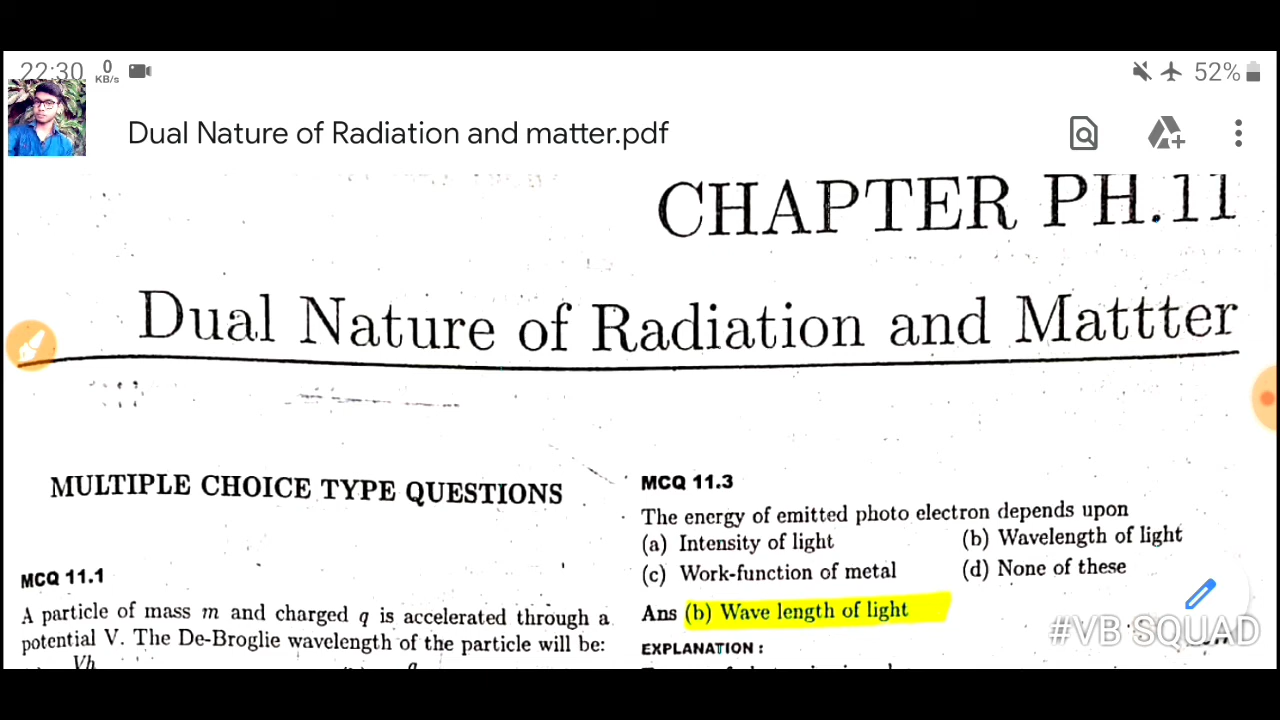 22:30 0 KB/s 52%
Dual Nature of Radiation and matter.pdf
CHAPTER PH.11
Dual Nature of Radiation and Mattter
MULTIPLE CHOICE TYPE QUESTIONS
MCQ 11.1
A particle of mass m and charged q is accelerated through a
potential V. The De-Broglie wavelength of the particle will be:
Vh
MCQ 11.3
The energy of emitted photo electron depends upon
(a) Intensity of light (b) Wavelength of light
(c) Work-function of metal (d) None of these
Ans (b) Wave length of light
EXPLANATION :
#VB SQUAD